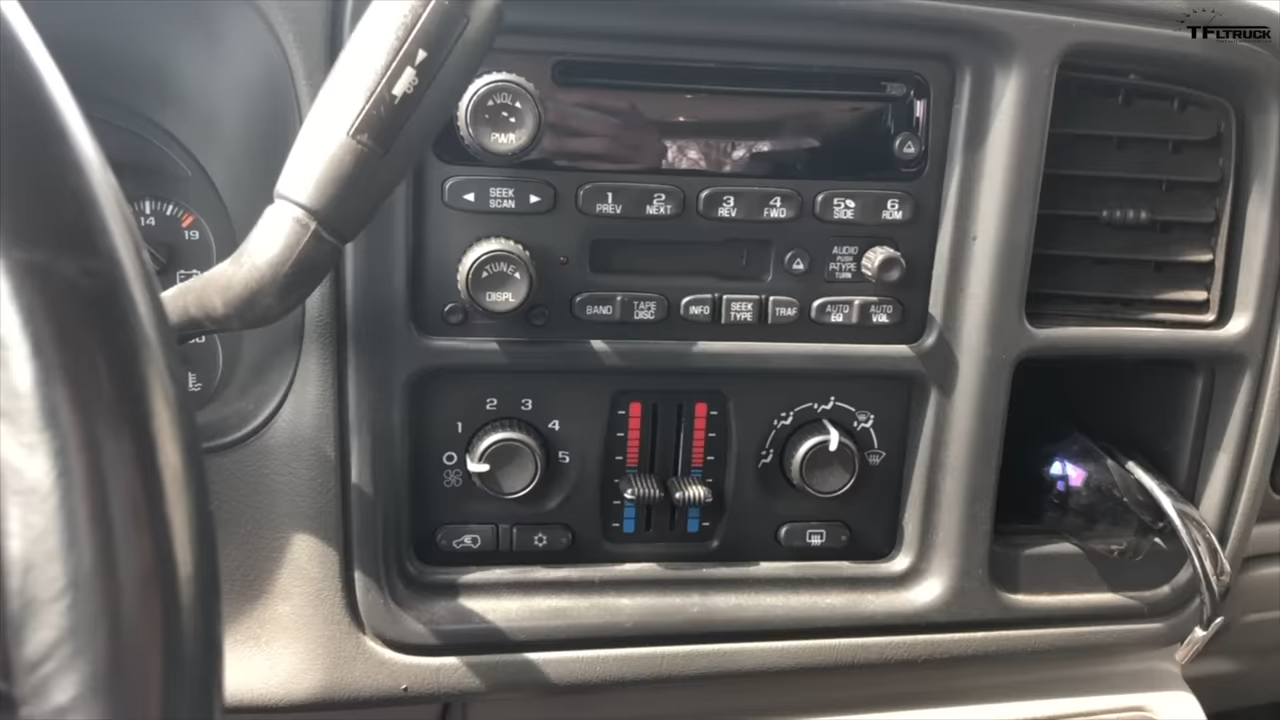 TFLTRUCK
VOL
PWR
SEEK
SCAN
1
PREV
2
NEXT
3
REV
4
FWD
5
SIDE
6
RDM
14
19
TUNE
DISPL
AUDIO
PUSH
P-TYPE
TURN
BAND
TAPE
DISC
INFO
SEEK
TYPE
TRAF
AUTO
EQ
AUTO
VOL
0
1
2
3
4
5